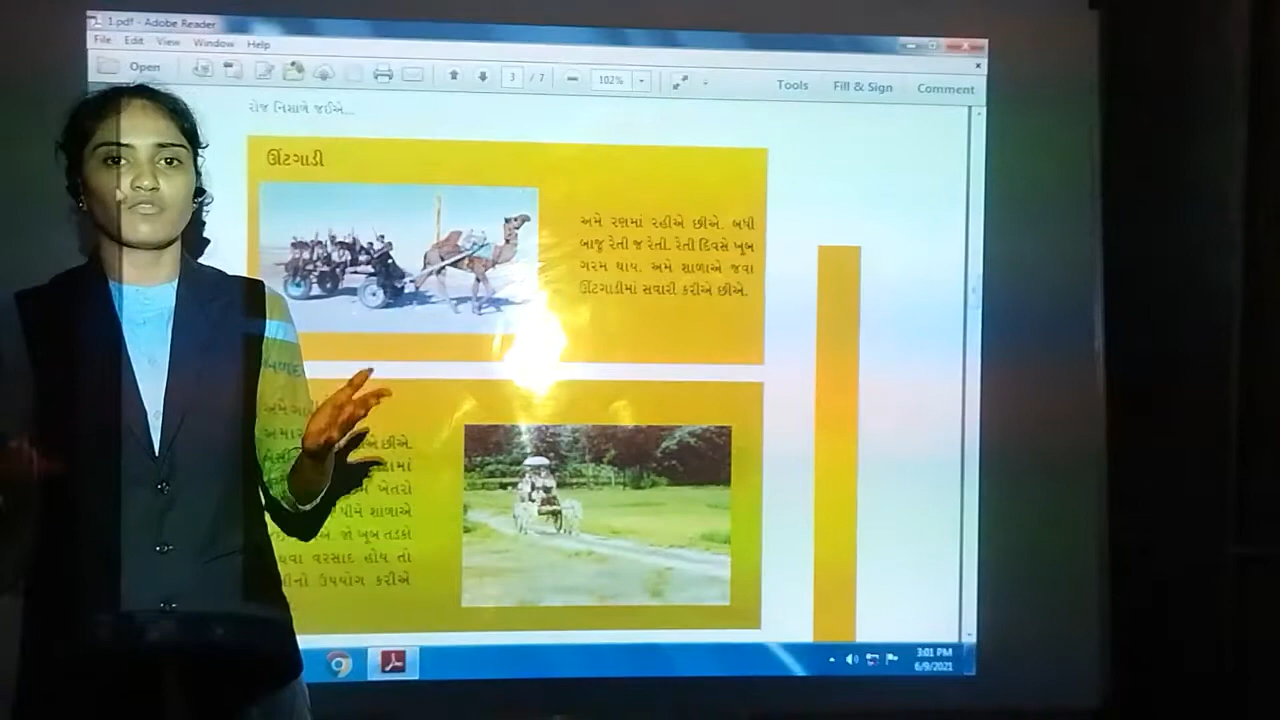 1.pdf - Adobe Reader
File Edit View Window Help
Open 3 / 7 102% Tools Fill & Sign Comment
રોજ નિશાળે જઈએ...
ઊંટગાડી
અમે રણમાં રહીએ છીએ. બધી
બાજુ રેતી જ રેતી. રેતી દિવસે ખૂબ
ગરમ થાય. અમે શાળાએ જવા
ઊંટગાડીમાં સવારી કરીએ છીએ.
અમે
છીએ.
ખેતરો
શાળાએ
જો ખૂબ તડકો
વરસાદ હોય તો
ઉપયોગ કરીએ
3:01 PM
6/9/2021